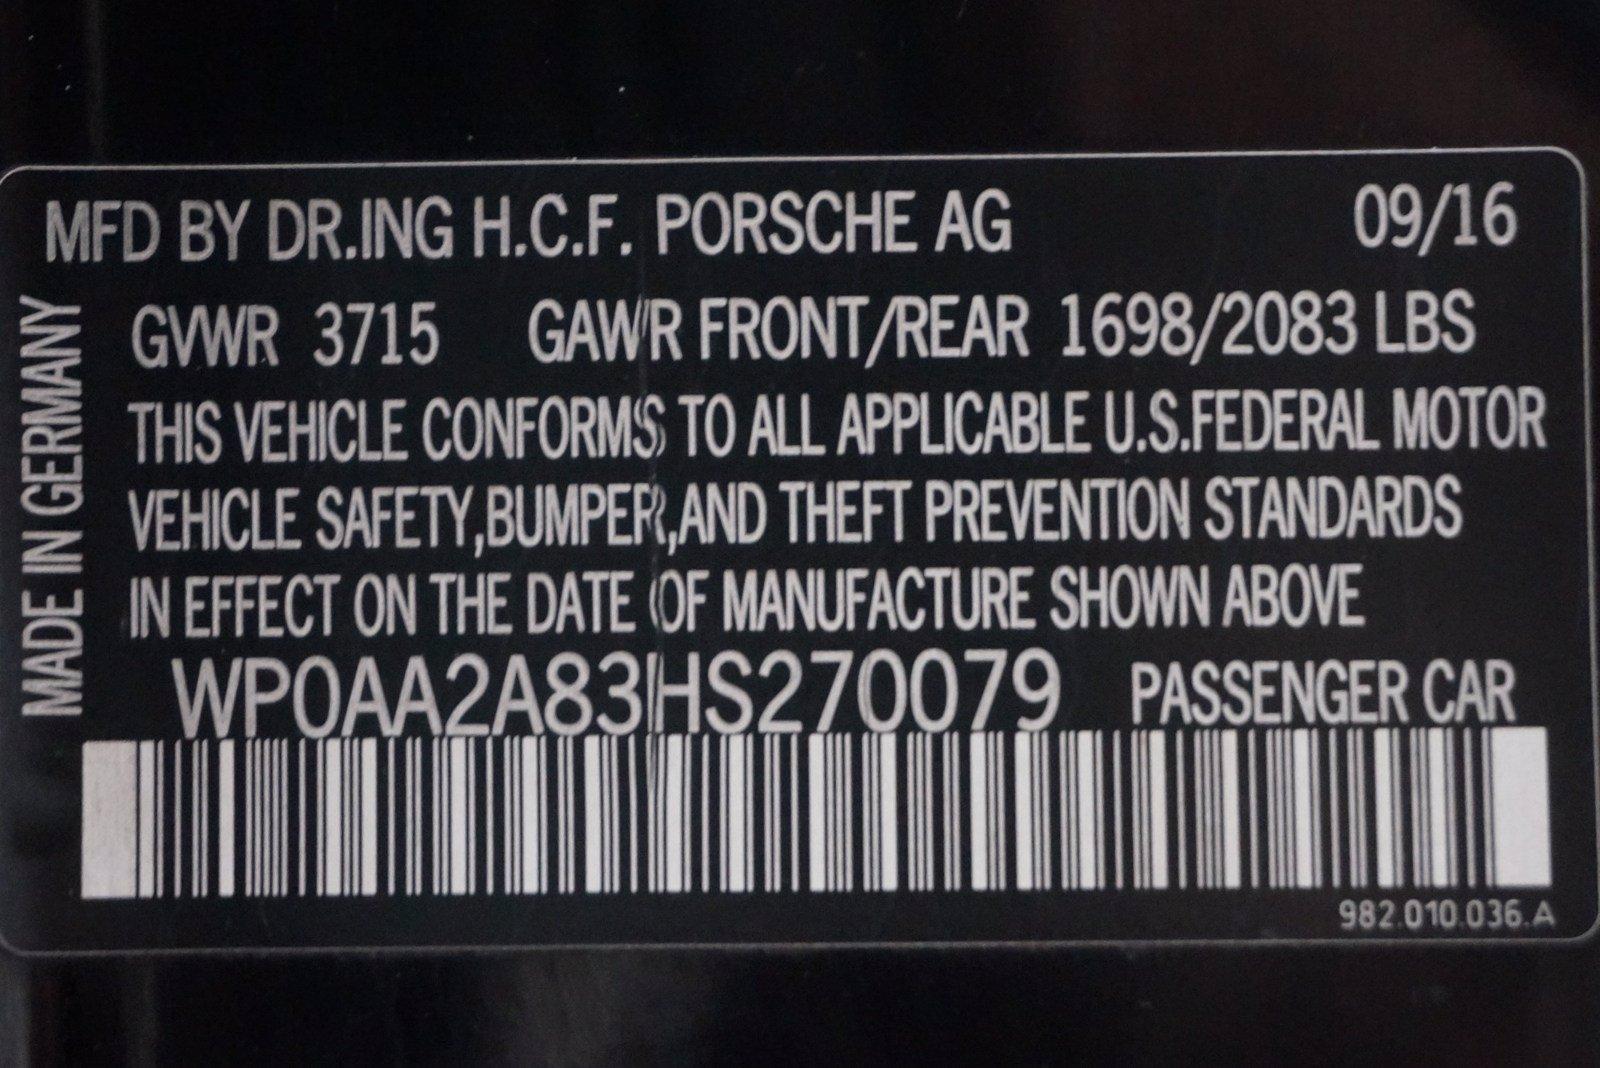 MFD BY DR.ING H.C.F. PORSCHE AG 09/16
GVWR 3715 GAWR FRONT/REAR 1698/2083 LBS
THIS VEHICLE CONFORMS TO ALL APPLICABLE U.S.FEDERAL MOTOR
VEHICLE SAFETY,BUMPER,AND THEFT PREVENTION STANDARDS
IN EFFECT ON THE DATE OF MANUFACTURE SHOWN ABOVE
WP0AA2A83HS270079 PASSENGER CAR
982.010.036.A
MADE IN GERMANY